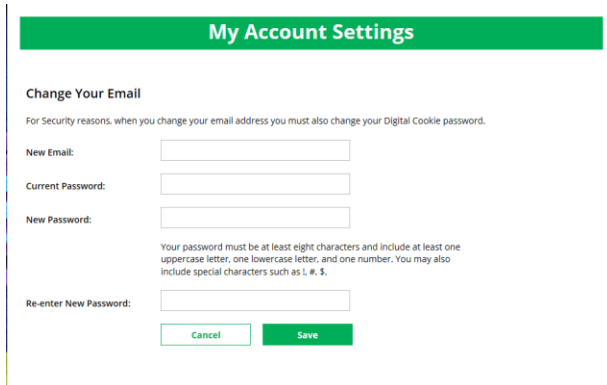 My Account Settings
Change Your Email
For Security reasons, when you change your email address you must also change your Digital Cookie password.
New Email:
Current Password:
New Password:
Your password must be at least eight characters and include at least one
uppercase letter, one lowercase letter, and one number. You may also
include special characters such as !, #, $.
Re-enter New Password:
Cancel Save